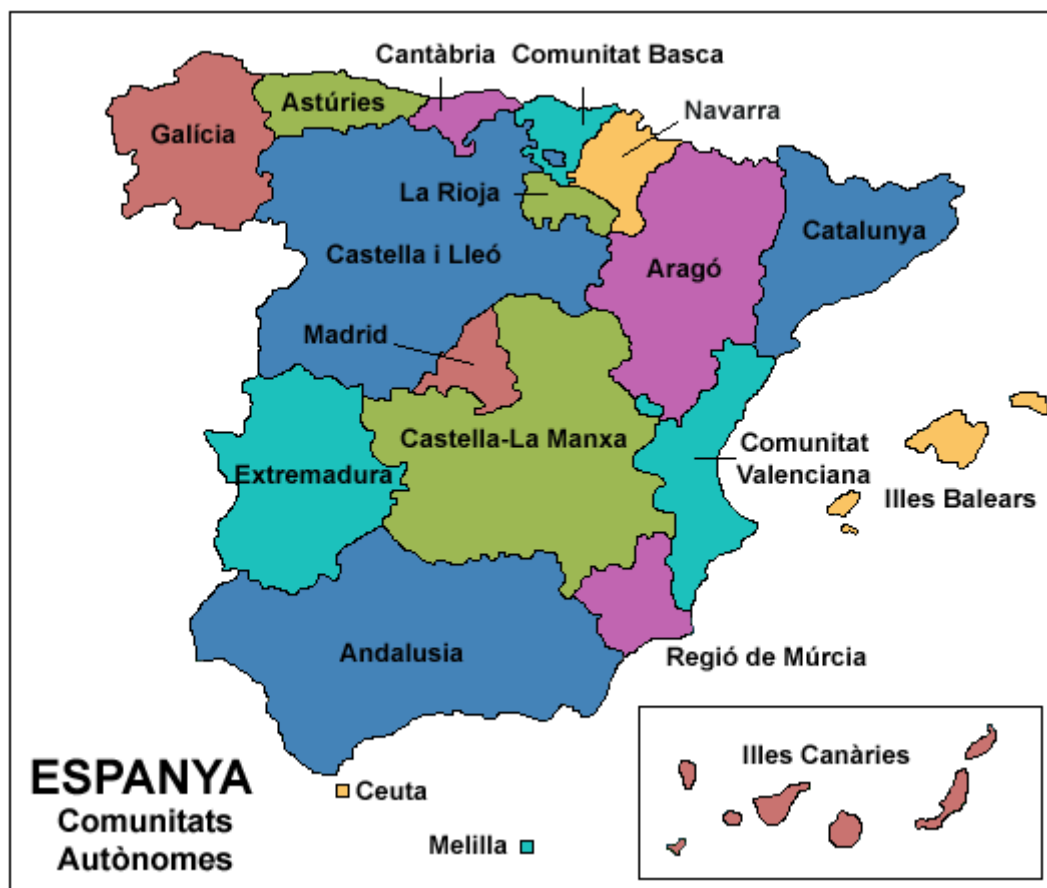 Cantàbria
Comunitat Basca
Astúries
Navarra
Galícia
La Rioja
Catalunya
Castella i Lleó
Aragó
Madrid
Castella-La Manxa
Comunitat
Valenciana
Extremadura
Illes Balears
Andalusia
Regió de Múrcia
Illes Canàries
ESPANYA
Comunitats
Autònomes
Ceuta
Melilla